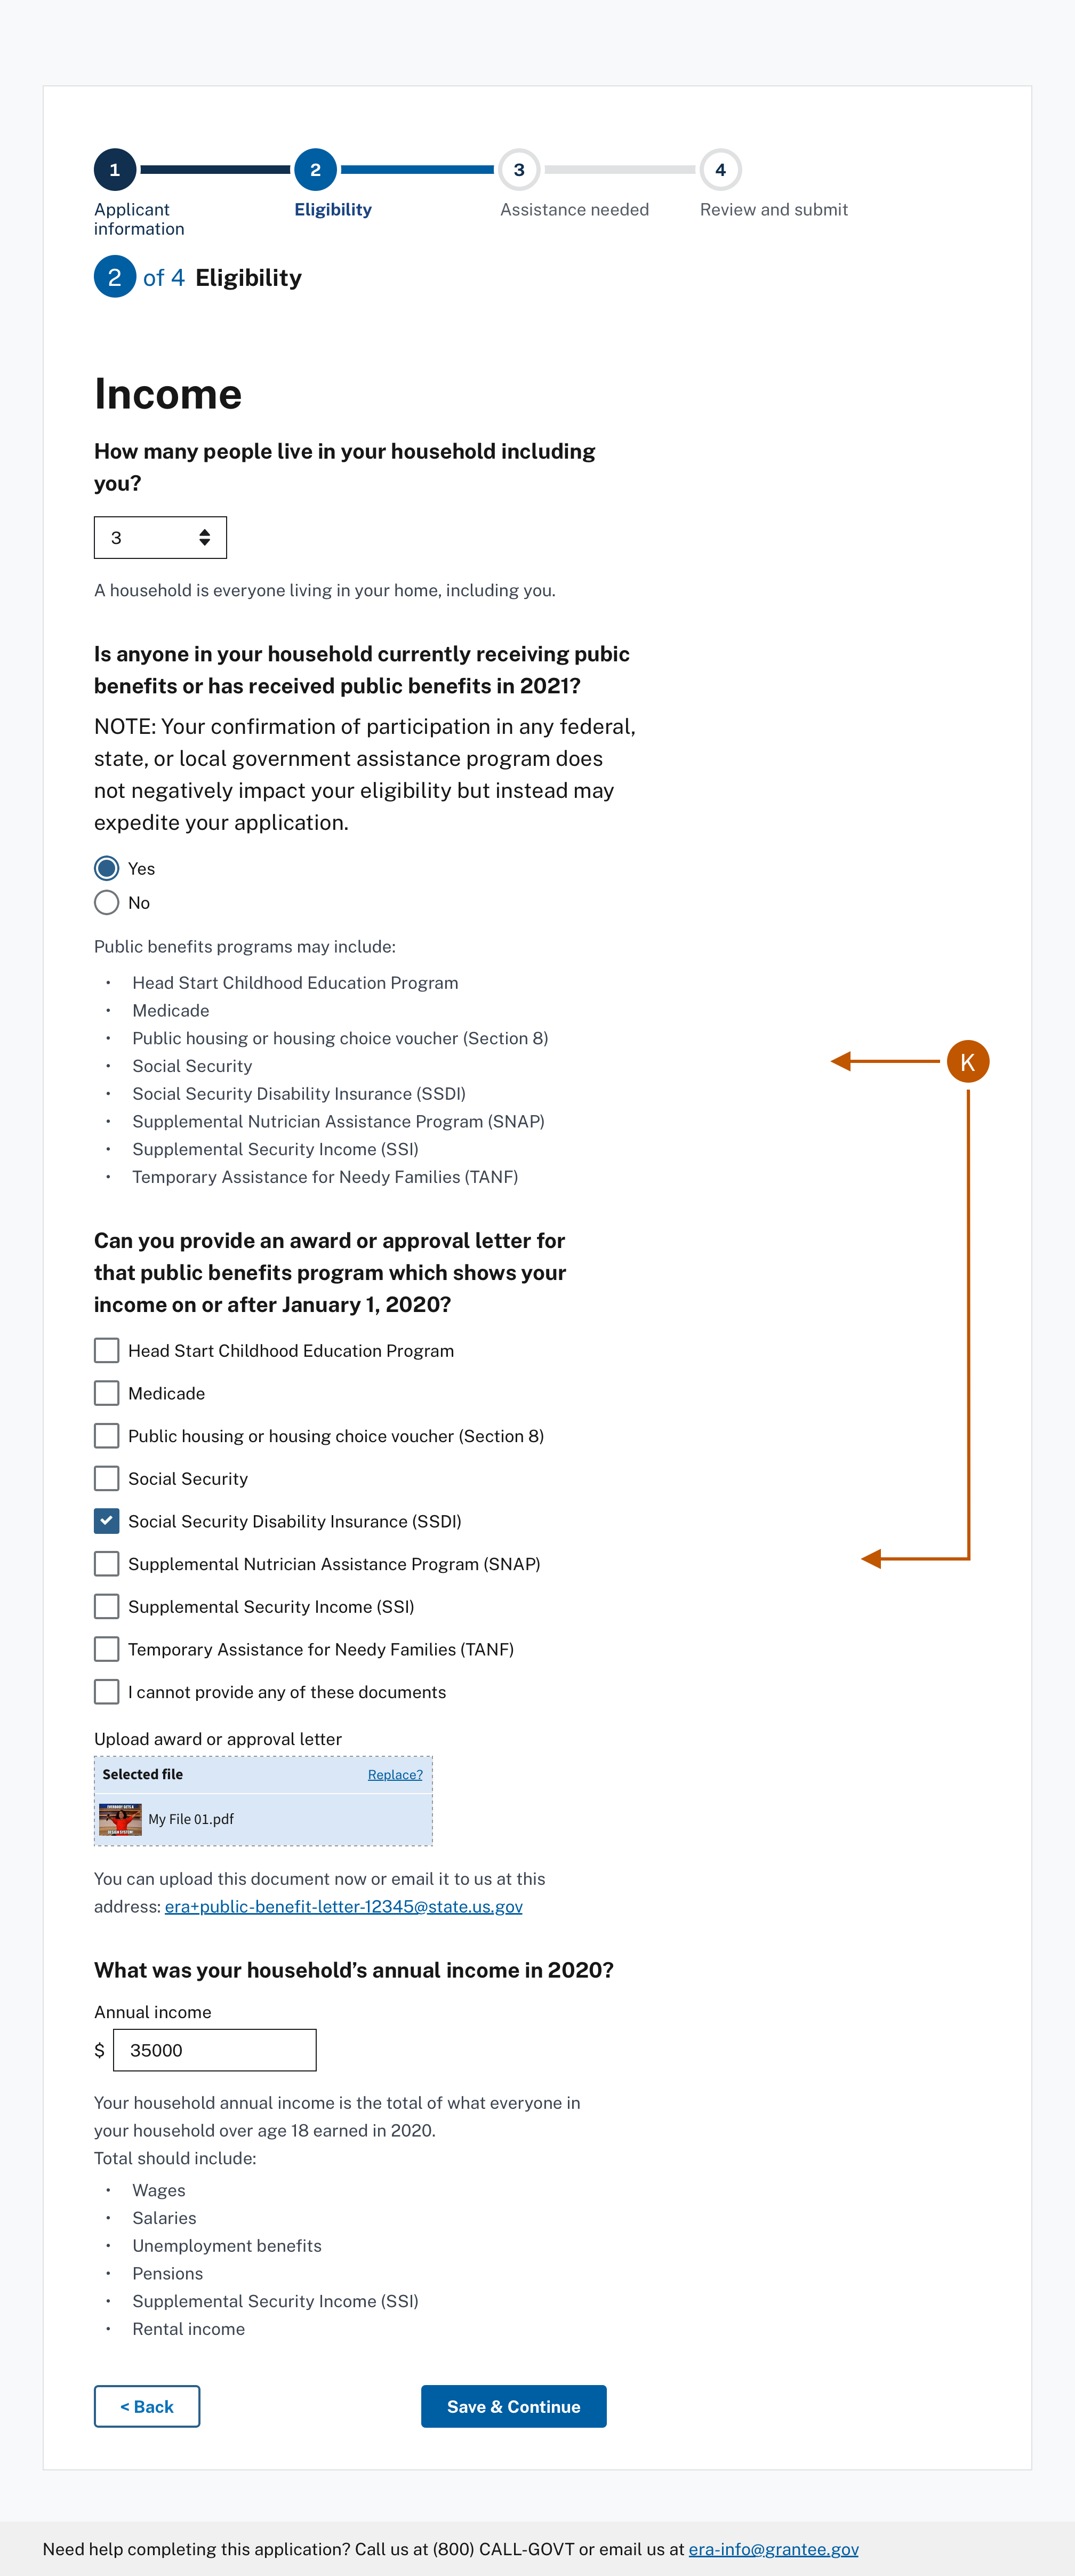 1
2
3
4
Applicant
information
Eligibility
Assistance needed
Review and submit
2 of 4 Eligibility
Income
How many people live in your household including
you?
3
A household is everyone living in your home, including you.
Is anyone in your household currently receiving pubic
benefits or has received public benefits in 2021?
NOTE: Your confirmation of participation in any federal,
state, or local government assistance program does
not negatively impact your eligibility but instead may
expedite your application.
Yes
No
Public benefits programs may include:
• Head Start Childhood Education Program
• Medicade
• Public housing or housing choice voucher (Section 8)
• Social Security
• Social Security Disability Insurance (SSDI)
• Supplemental Nutrician Assistance Program (SNAP)
• Supplemental Security Income (SSI)
• Temporary Assistance for Needy Families (TANF)
K
Can you provide an award or approval letter for
that public benefits program which shows your
income on or after January 1, 2020?
Head Start Childhood Education Program
Medicade
Public housing or housing choice voucher (Section 8)
Social Security
Social Security Disability Insurance (SSDI)
Supplemental Nutrician Assistance Program (SNAP)
Supplemental Security Income (SSI)
Temporary Assistance for Needy Families (TANF)
I cannot provide any of these documents
Upload award or approval letter
Selected file Replace?
My File 01.pdf
You can upload this document now or email it to us at this
address: era+public-benefit-letter-12345@state.us.gov
What was your household’s annual income in 2020?
Annual income
$ 35000
Your household annual income is the total of what everyone in
your household over age 18 earned in 2020.
Total should include:
• Wages
• Salaries
• Unemployment benefits
• Pensions
• Supplemental Security Income (SSI)
• Rental income
< Back
Save & Continue
Need help completing this application? Call us at (800) CALL-GOVT or email us at era-info@grantee.gov